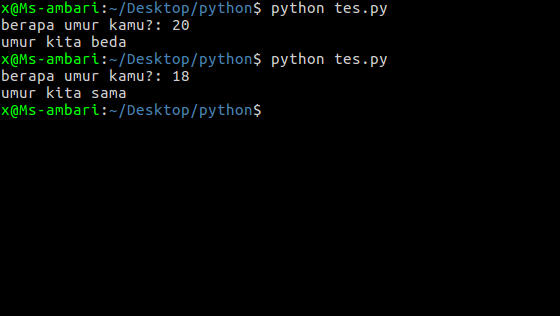 x@Ms-ambari:~/Desktop/python$ python tes.py
berapa umur kamu?: 20
umur kita beda
x@Ms-ambari:~/Desktop/python$ python tes.py
berapa umur kamu?: 18
umur kita sama
x@Ms-ambari:~/Desktop/python$